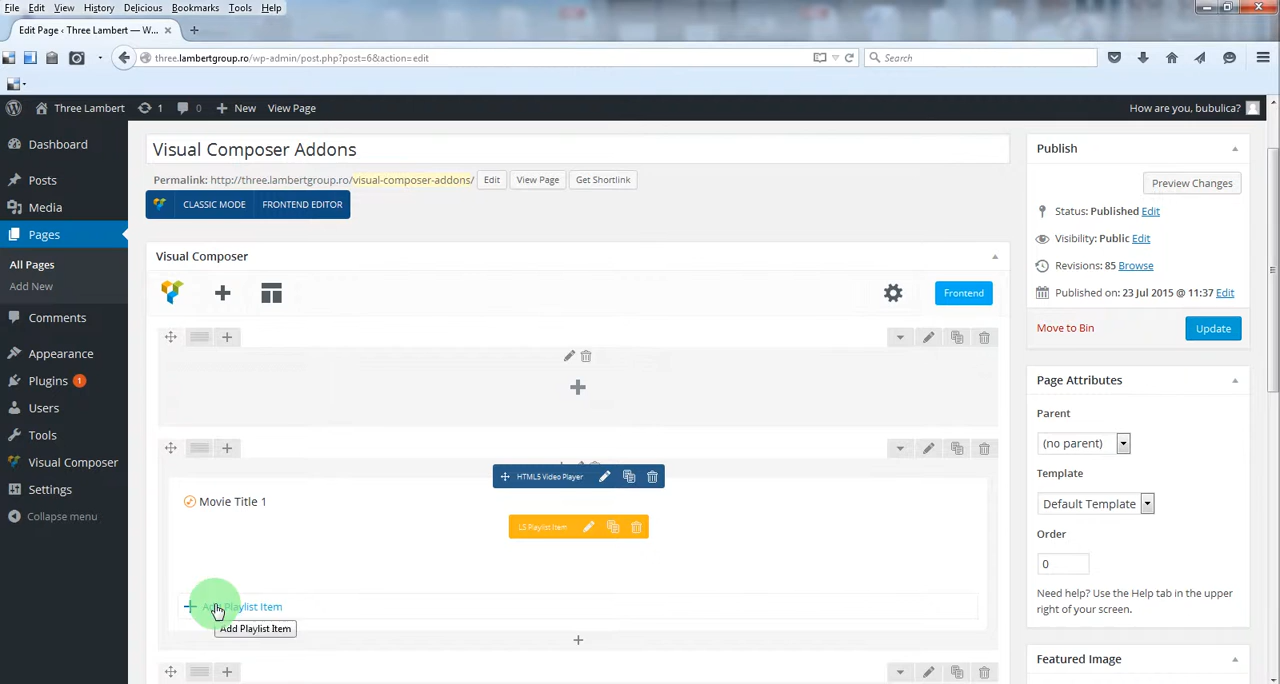 File Edit View History Delicious Bookmarks Tools Help
Edit Page ‹ Three Lambert — W... × +
three.lambertgroup.ro/wp-admin/post.php?post=6&action=edit Search
Three Lambert 1 0 New View Page How are you, bubulica?
Dashboard
Posts
Media
Pages
All Pages
Add New
Comments
Appearance
Plugins 1
Users
Tools
Visual Composer
Settings
Collapse menu
Visual Composer Addons
Permalink: http://three.lambertgroup.ro/visual-composer-addons/ Edit View Page Get Shortlink
CLASSIC MODE FRONTEND EDITOR
Visual Composer
Frontend
HTML5 Video Player
Movie Title 1
LS Playlist Item
Add Playlist Item
Add Playlist Item
Publish
Preview Changes
Status: Published Edit
Visibility: Public Edit
Revisions: 85 Browse
Published on: 23 Jul 2015 @ 11:37 Edit
Move to Bin Update
Page Attributes
Parent
(no parent)
Template
Default Template
Order
0
Need help? Use the Help tab in the upper
right of your screen.
Featured Image